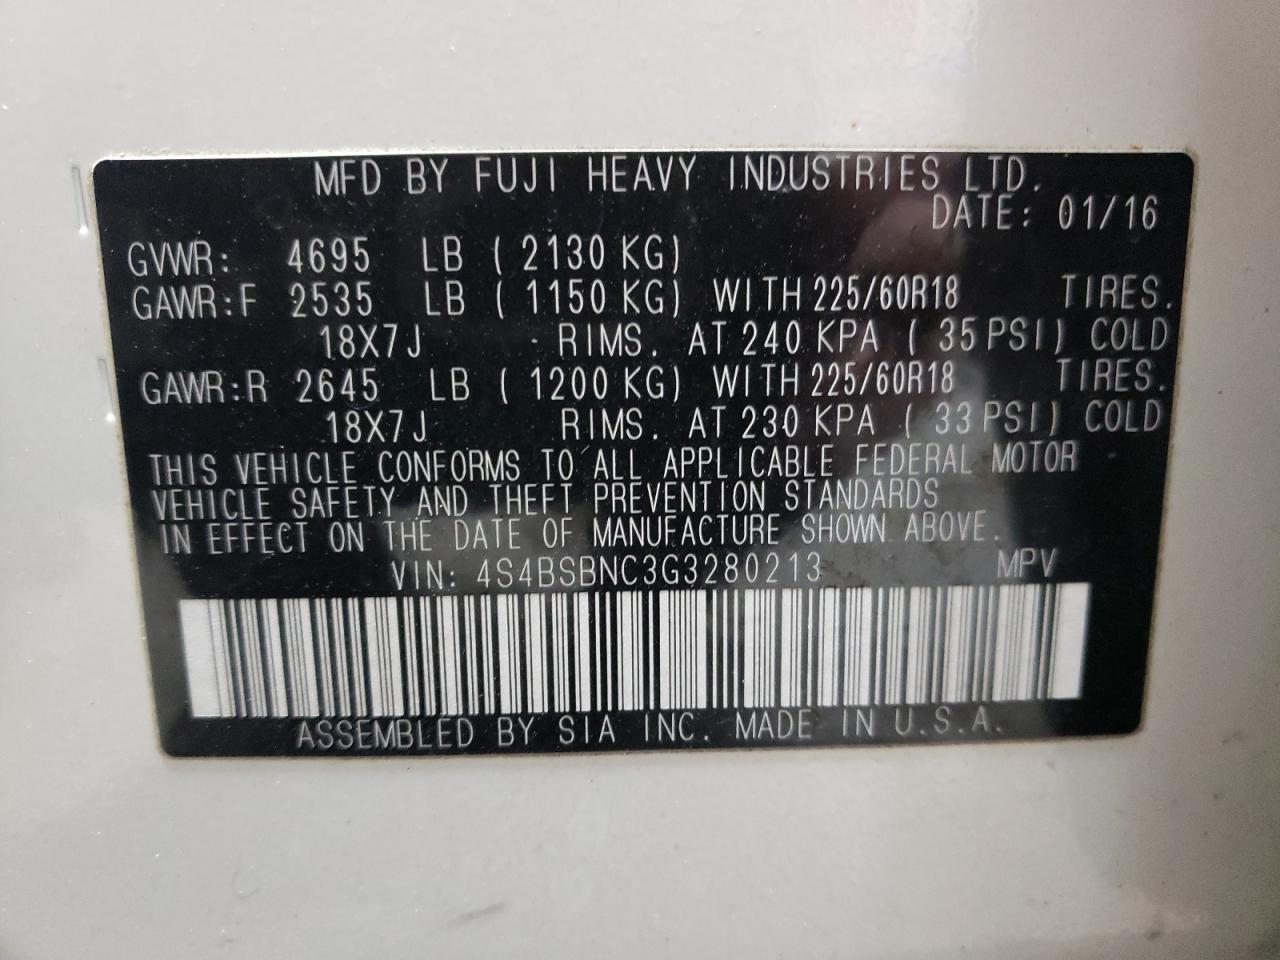 MFD BY FUJI HEAVY INDUSTRIES LTD.
DATE: 01/16
GVWR: 4695 LB ( 2130 KG)
GAWR:F 2535 LB ( 1150 KG) WITH 225/60R18 TIRES.
18X7J RIMS. AT 240 KPA ( 35 PSI) COLD
GAWR:R 2645 LB ( 1200 KG) WITH 225/60R18 TIRES.
18X7J RIMS. AT 230 KPA ( 33 PSI) COLD
THIS VEHICLE CONFORMS TO ALL APPLICABLE FEDERAL MOTOR
VEHICLE SAFETY AND THEFT PREVENTION STANDARDS
IN EFFECT ON THE DATE OF MANUFACTURE SHOWN ABOVE.
VIN: 4S4BSBNC3G3280213 MPV
ASSEMBLED BY SIA INC. MADE IN U.S.A.